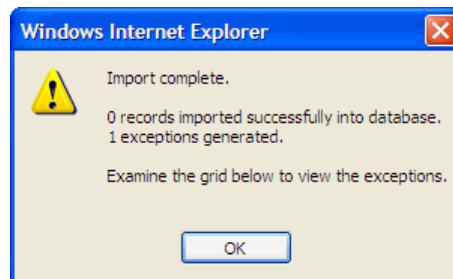 Windows Internet Explorer
Import complete.
0 records imported successfully into database.
1 exceptions generated.
Examine the grid below to view the exceptions.
OK